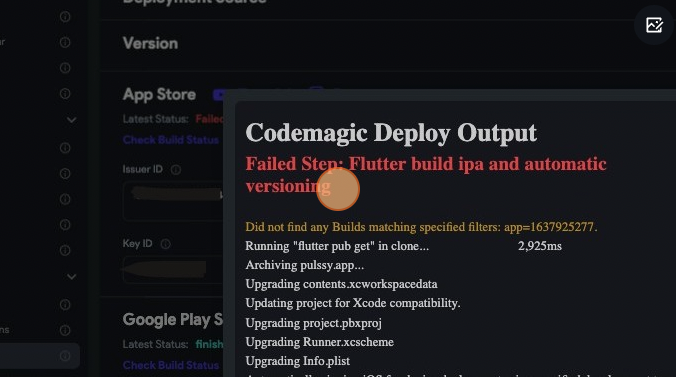 Deployment Source
Version
App Store
Latest Status: Failed
Check Build Status
Issuer ID
Key ID
Google Play S
Latest Status: finish
Check Build Status
Codemagic Deploy Output
Failed Step: Flutter build ipa and automatic
versioning
Did not find any Builds matching specified filters: app=1637925277.
Running "flutter pub get" in clone... 2,925ms
Archiving pulssy.app...
Upgrading contents.xcworkspacedata
Updating project for Xcode compatibility.
Upgrading project.pbxproj
Upgrading Runner.xcscheme
Upgrading Info.plist